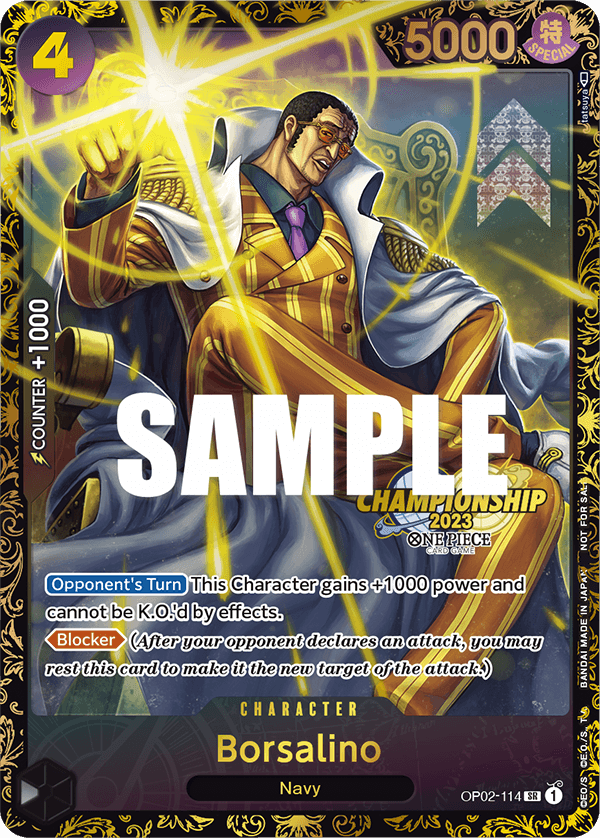 4
5000
特
SPECIAL
tatsuya
COUNTER +1000
SAMPLE
CHAMPIONSHIP
2023
ONE PIECE
CARD GAME
Opponent's Turn This Character gains +1000 power and
cannot be K.O.'d by effects.
Blocker (After your opponent declares an attack, you may
rest this card to make it the new target of the attack.)
BANDAI MADE IN JAPAN NOT FOR SALE
CHARACTER
Borsalino
Navy
OP02-114 SR 1
©E.O./S. ©E.O./S., T.